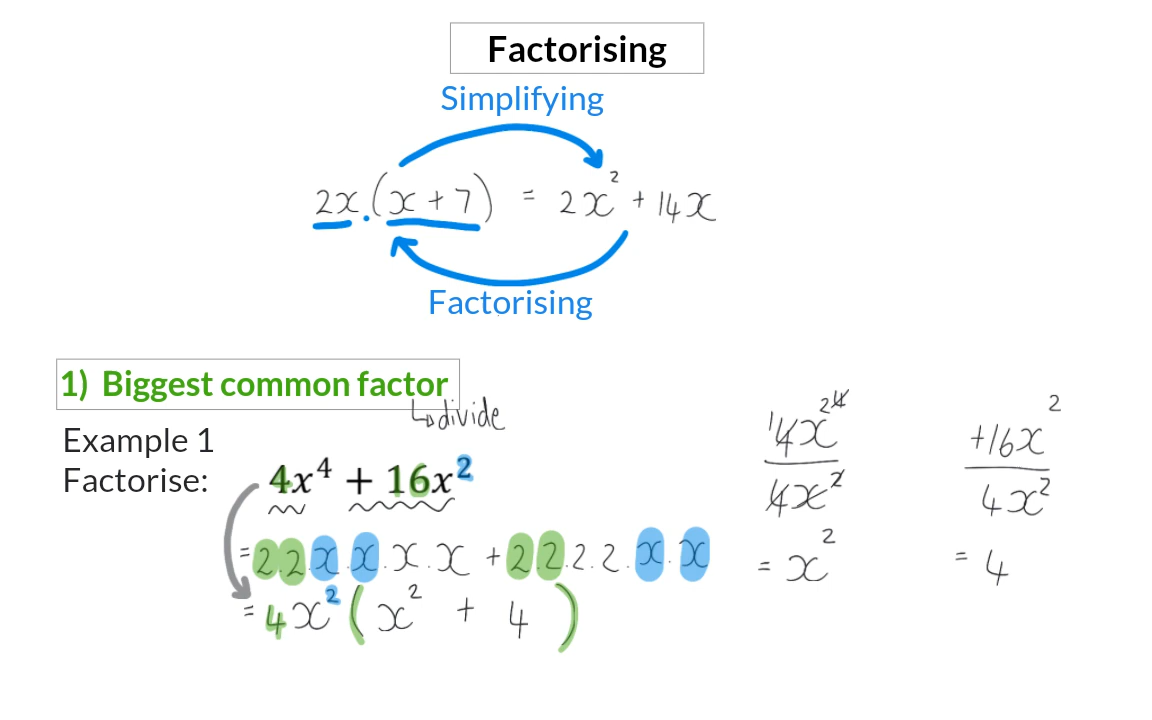 Factorising
Simplifying
2x.(x + 7) = 2x² + 14x
Factorising
1) Biggest common factor
↳ divide
Example 1
Factorise: 4x⁴ + 16x²
= 2.2.x.x.x.x + 2.2.2.2.x.x
= 4x²(x² + 4)
¹4x²⁴
4x²
= x²
+16x²
4x²
= 4